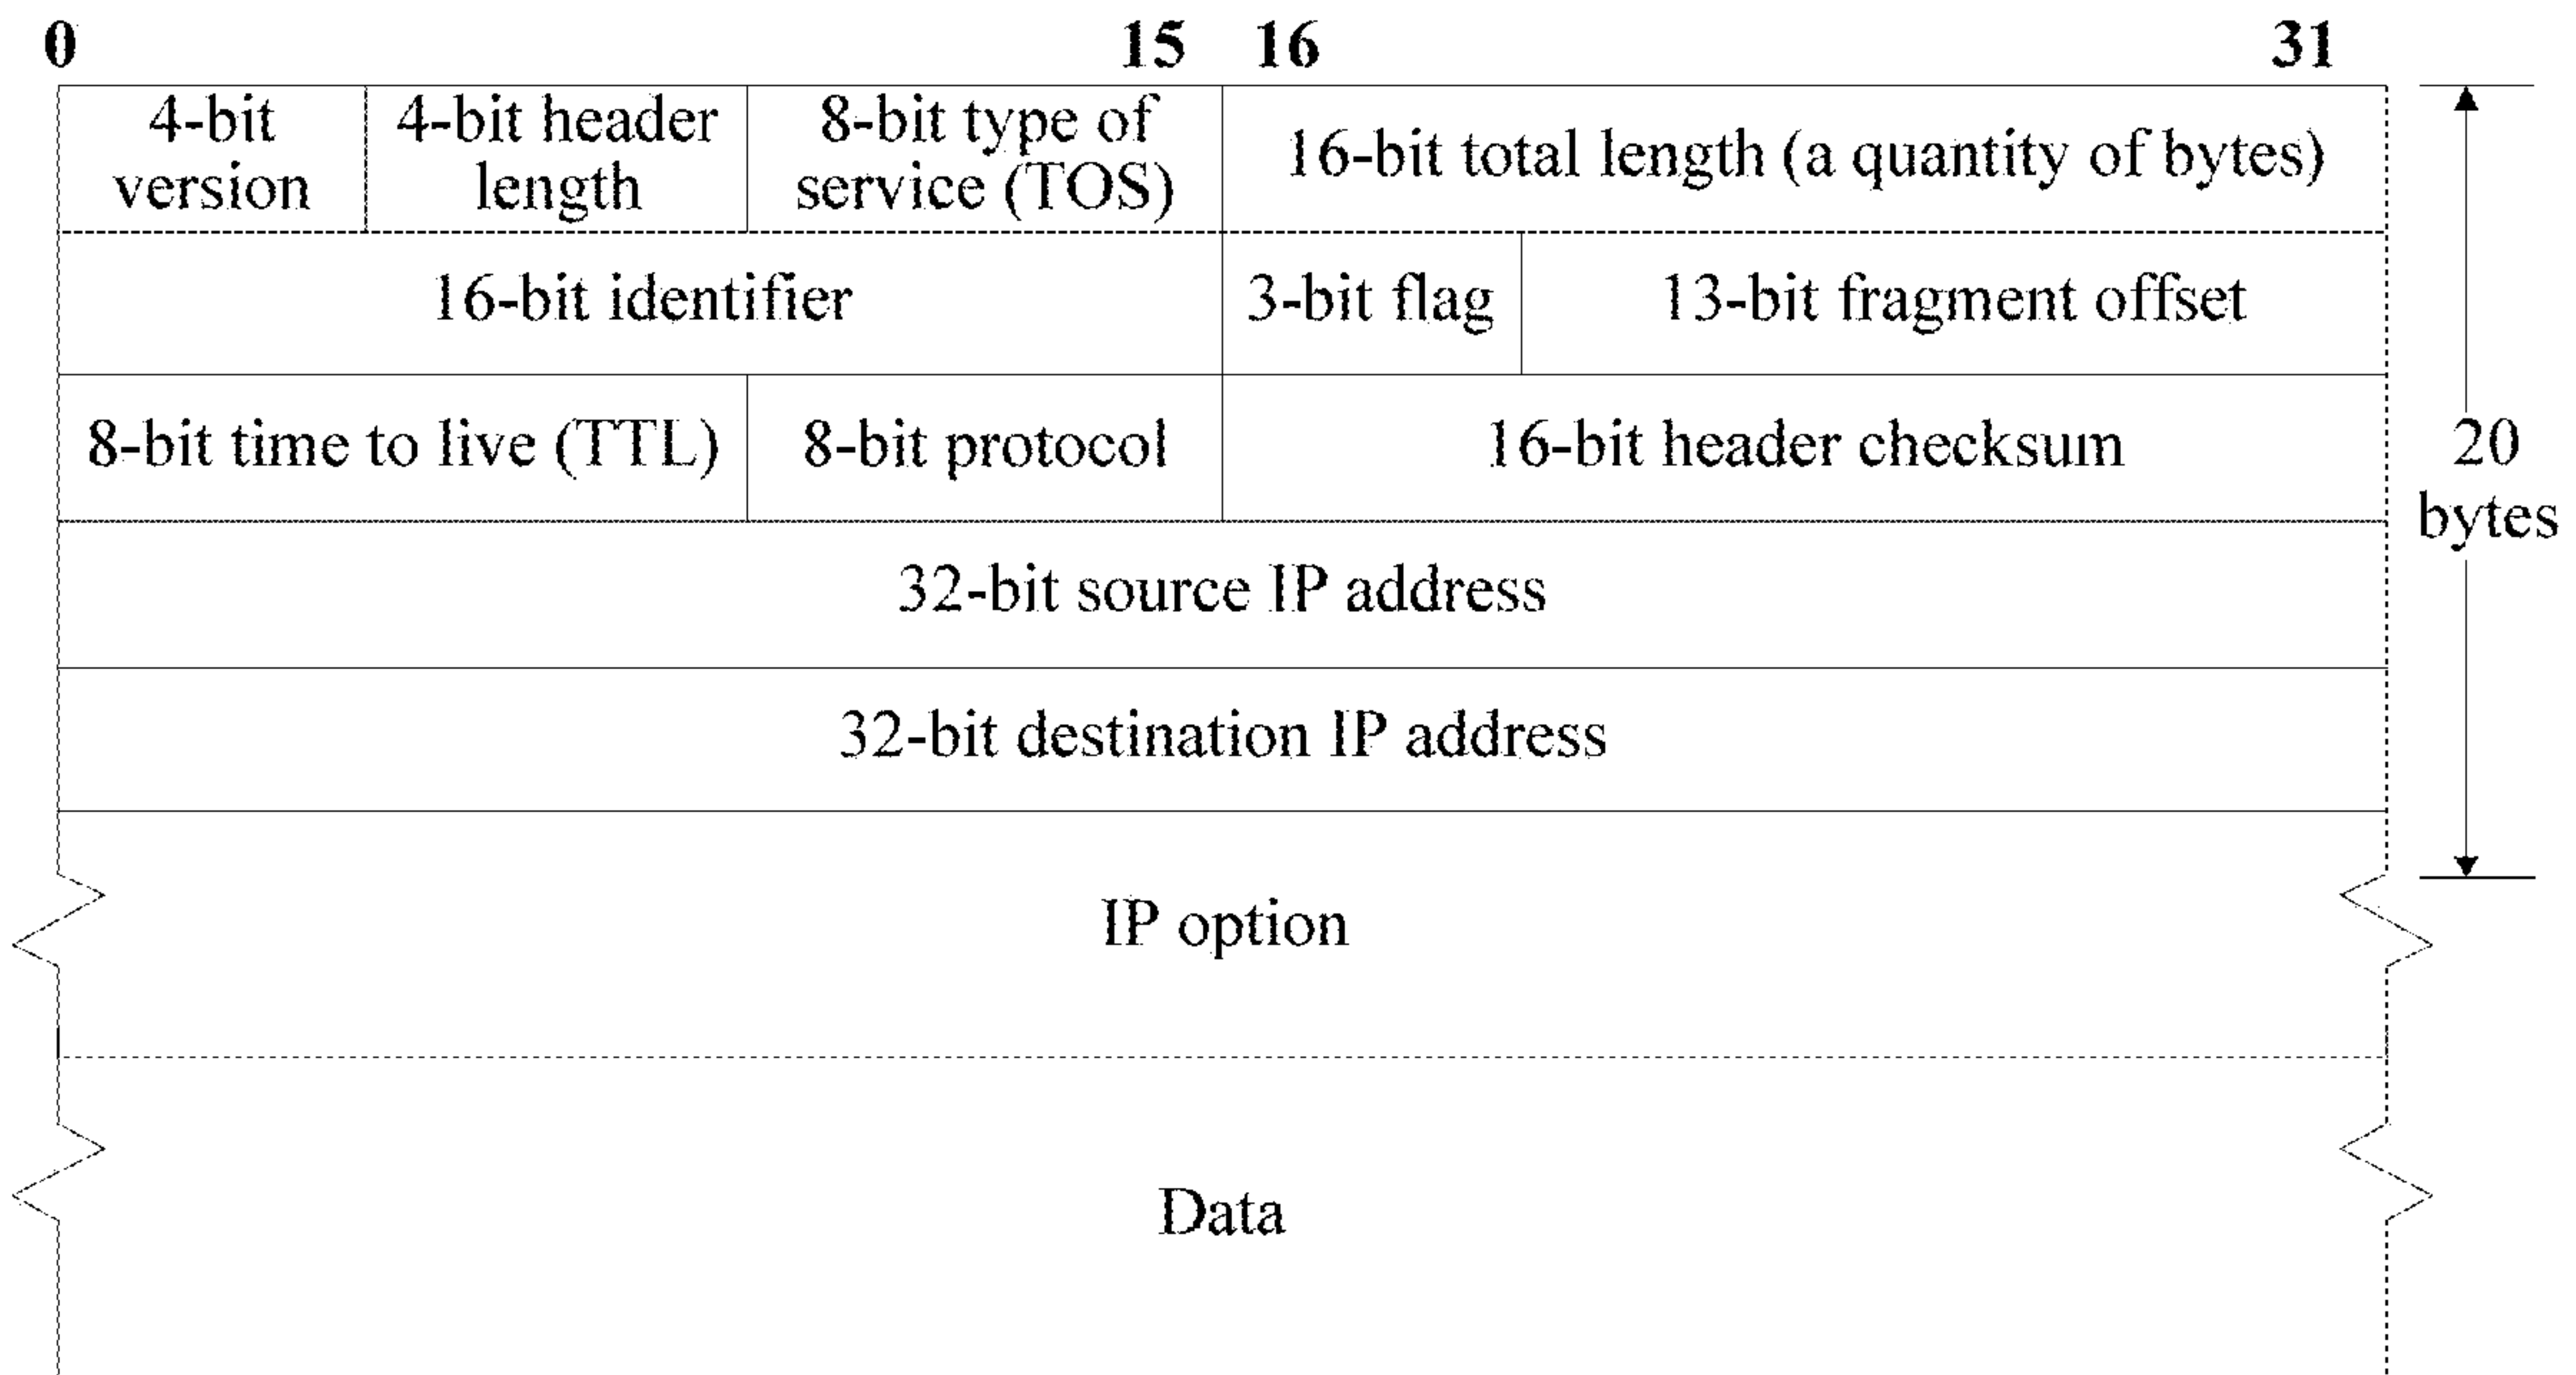 0 15 16 31
4-bit version
4-bit header length
8-bit type of service (TOS)
16-bit total length (a quantity of bytes)
16-bit identifier
3-bit flag
13-bit fragment offset
8-bit time to live (TTL)
8-bit protocol
16-bit header checksum
20 bytes
32-bit source IP address
32-bit destination IP address
IP option
Data